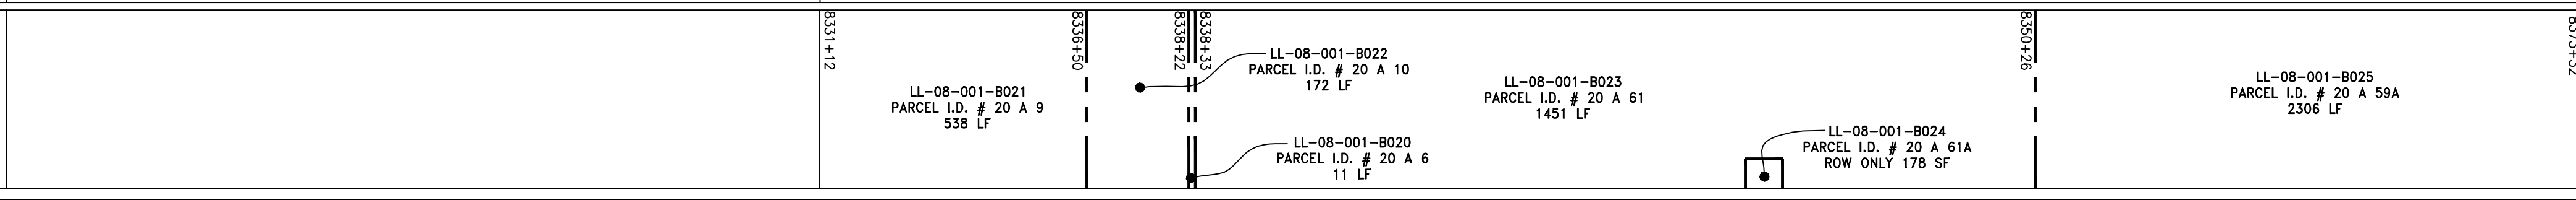 8331+12
LL-08-001-B021
PARCEL I.D. # 20 A 9
538 LF
8336+50
8338+22
8338+33
LL-08-001-B022
PARCEL I.D. # 20 A 10
172 LF
LL-08-001-B020
PARCEL I.D. # 20 A 6
11 LF
LL-08-001-B023
PARCEL I.D. # 20 A 61
1451 LF
LL-08-001-B024
PARCEL I.D. # 20 A 61A
ROW ONLY 178 SF
8350+26
LL-08-001-B025
PARCEL I.D. # 20 A 59A
2306 LF